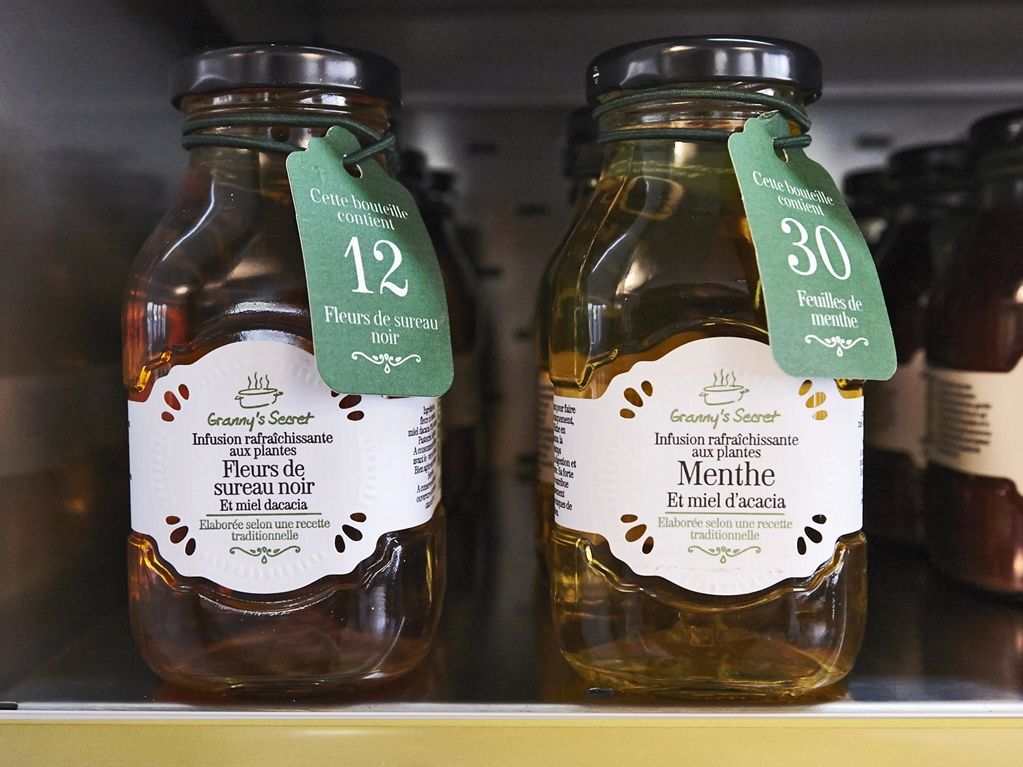 Cette bouteille
contient
12
Fleurs de sureau
noir
Granny's Secret
Infusion rafraîchissante
aux plantes
Fleurs de
sureau noir
Et miel dacacia
Elaborée selon une recette
traditionnelle
Cette bouteille
contient
30
Feuilles de
menthe
Granny's Secret
Infusion rafraîchissante
aux plantes
Menthe
Et miel d'acacia
Elaborée selon une recette
traditionnelle